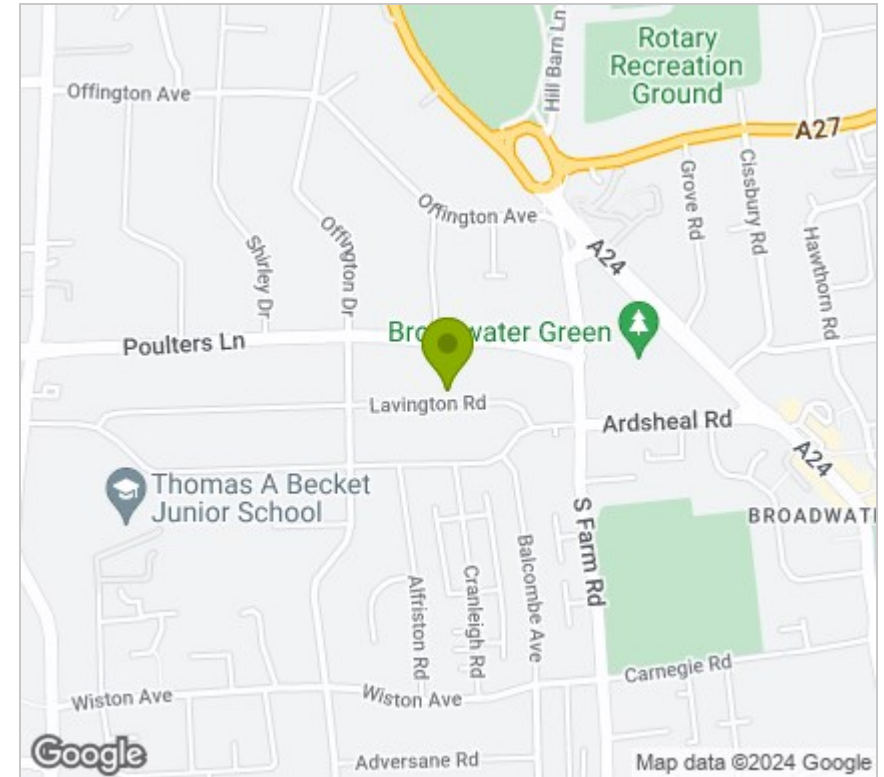 Hill Barn Ln
Rotary
Recreation
Ground
Offington Ave
A27
Cissbury Rd
Grove Rd
Offington Ave
Hawthorn Rd
Shirley Dr
Offington Dr
A24
Broadwater Green
Poulters Ln
Lavington Rd
Ardsheal Rd
A24
Thomas A Becket
Junior School
BROADWAT
S Farm Rd
Balcombe Ave
Cranleigh Rd
Alfriston Rd
Carnegie Rd
Wiston Ave
Wiston Ave
Adversane Rd
Google
Map data ©2024 Google